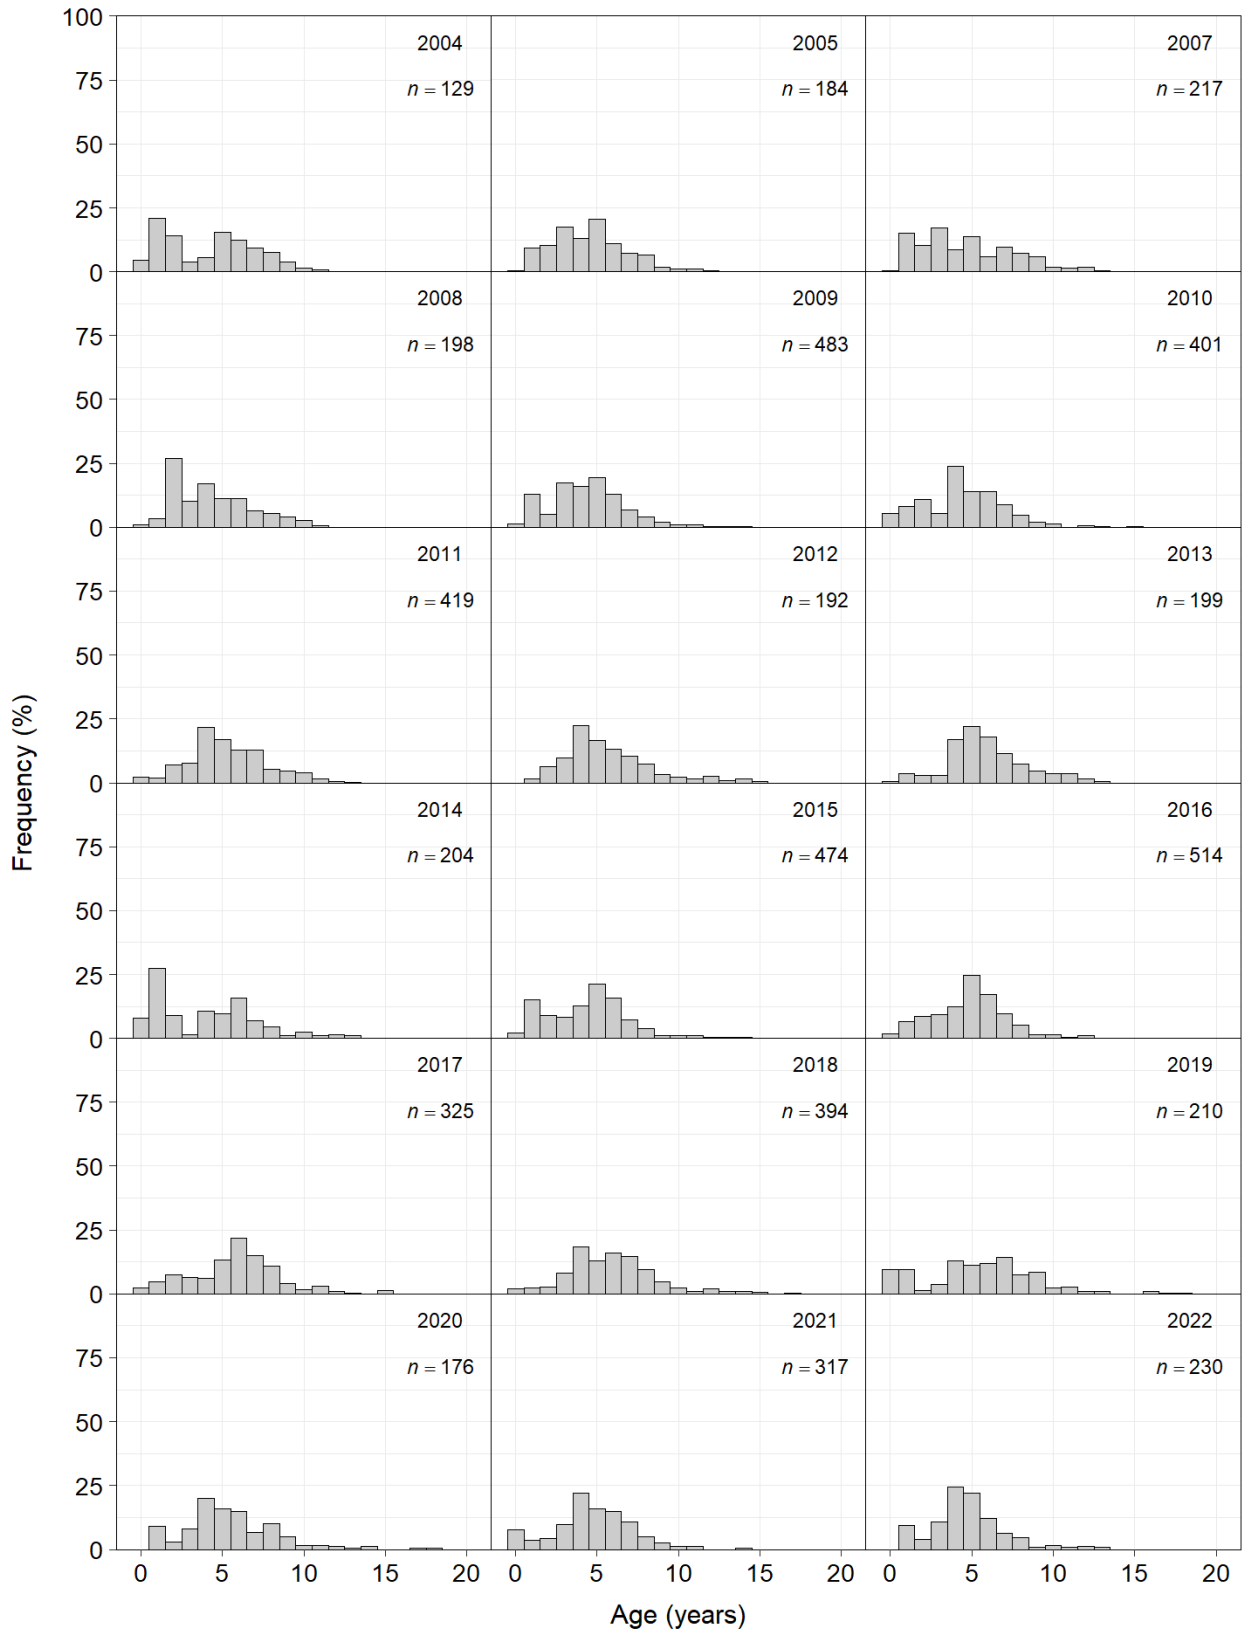 100
75
50
25
0
2004
n = 129
2005
n = 184
2007
n = 217
75
50
25
0
2008
n = 198
2009
n = 483
2010
n = 401
75
50
25
0
2011
n = 419
2012
n = 192
2013
n = 199
75
50
25
0
2014
n = 204
2015
n = 474
2016
n = 514
75
50
25
0
2017
n = 325
2018
n = 394
2019
n = 210
75
50
25
0
2020
n = 176
2021
n = 317
2022
n = 230
0 5 10 15 20 0 5 10 15 20 0 5 10 15 20
Age (years)
Frequency (%)